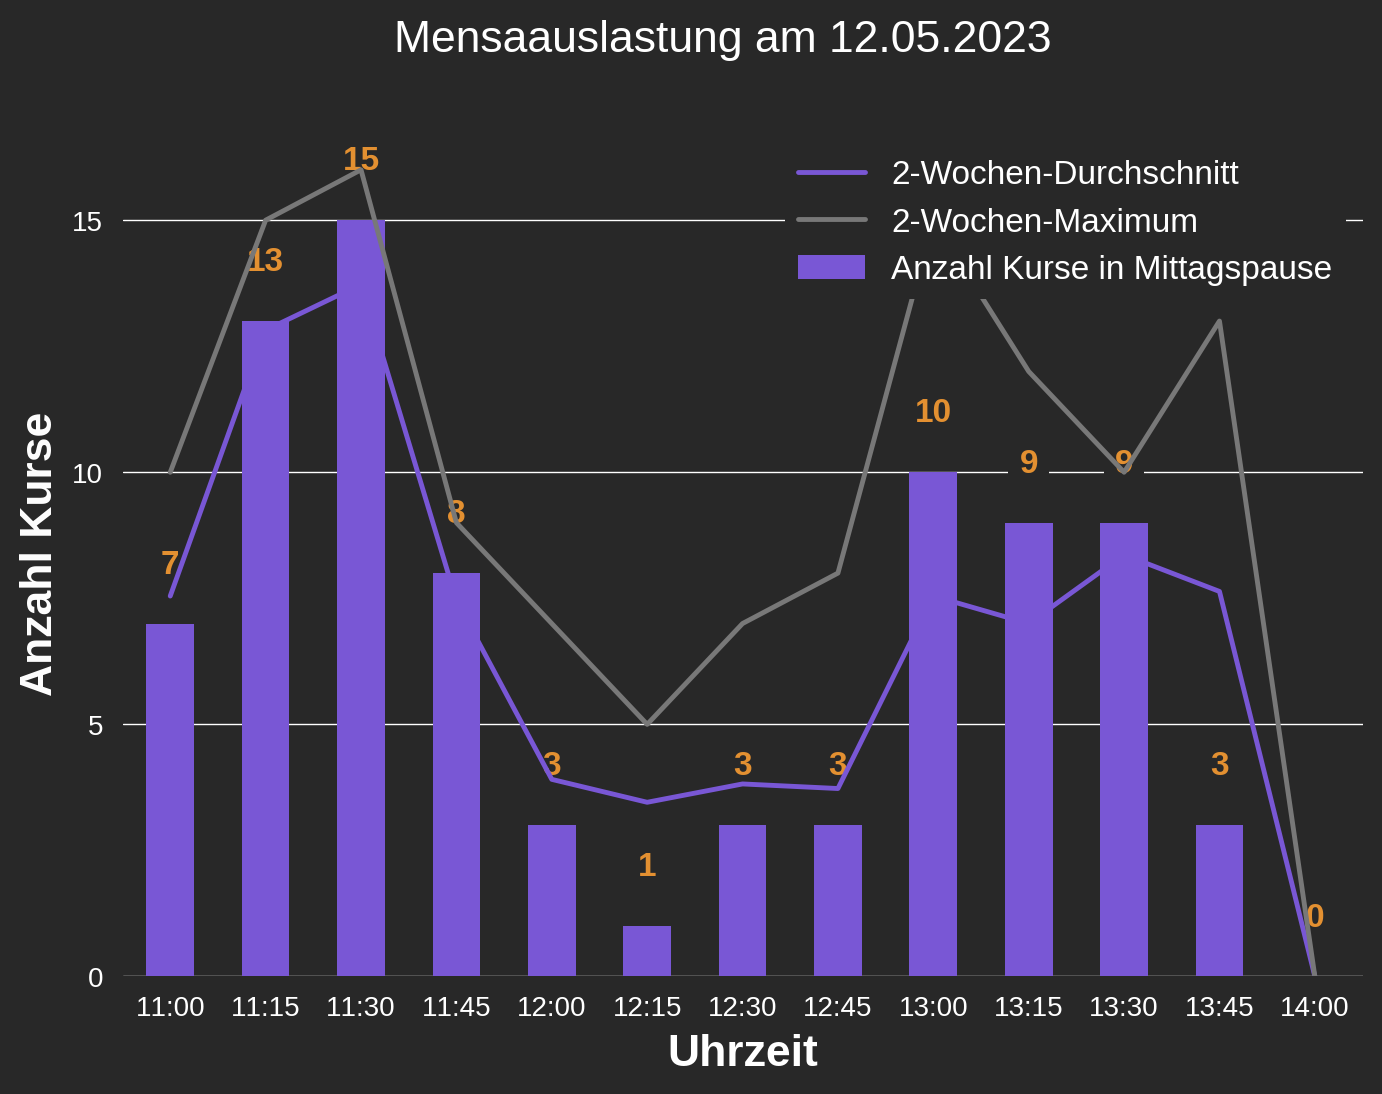 Mensaauslastung am 12.05.2023
2-Wochen-Durchschnitt
2-Wochen-Maximum
Anzahl Kurse in Mittagspause
Anzahl Kurse
15
10
5
0
7
13
15
8
3
1
3
3
10
9
9
3
0
11:00 11:15 11:30 11:45 12:00 12:15 12:30 12:45 13:00 13:15 13:30 13:45 14:00
Uhrzeit